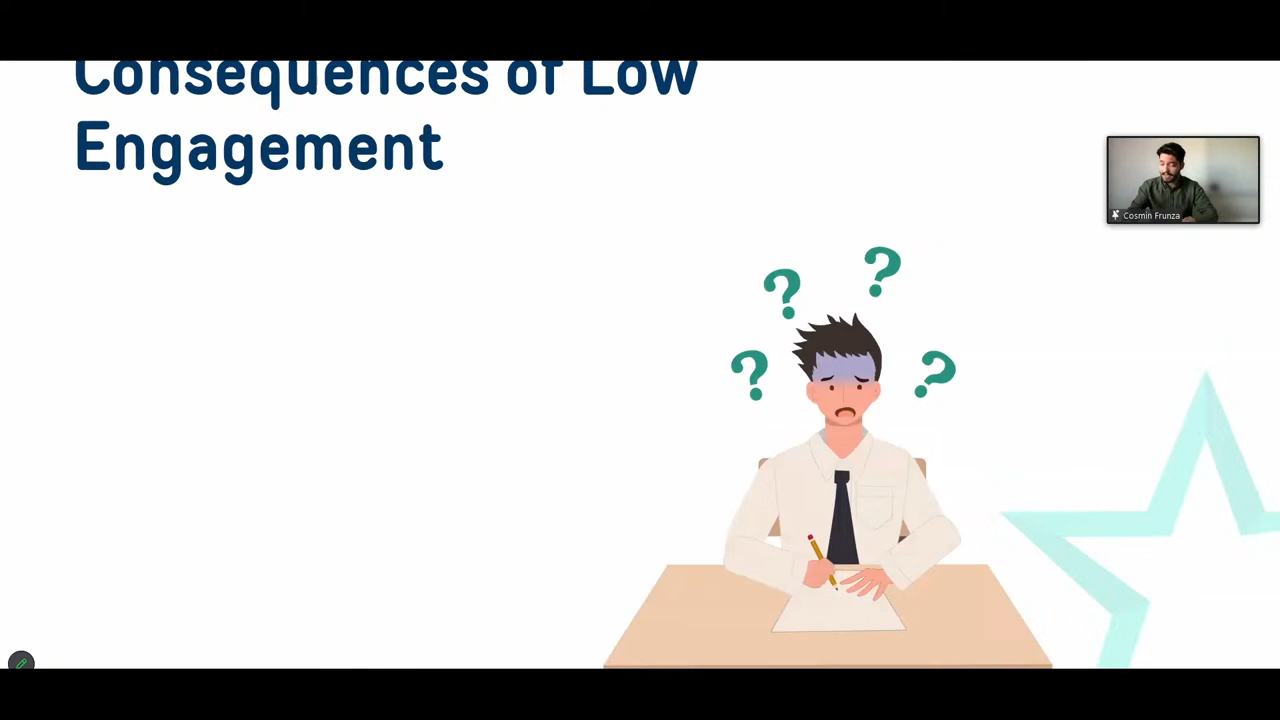 Consequences of Low
Engagement
Cosmin Frunza
? ?
? ?